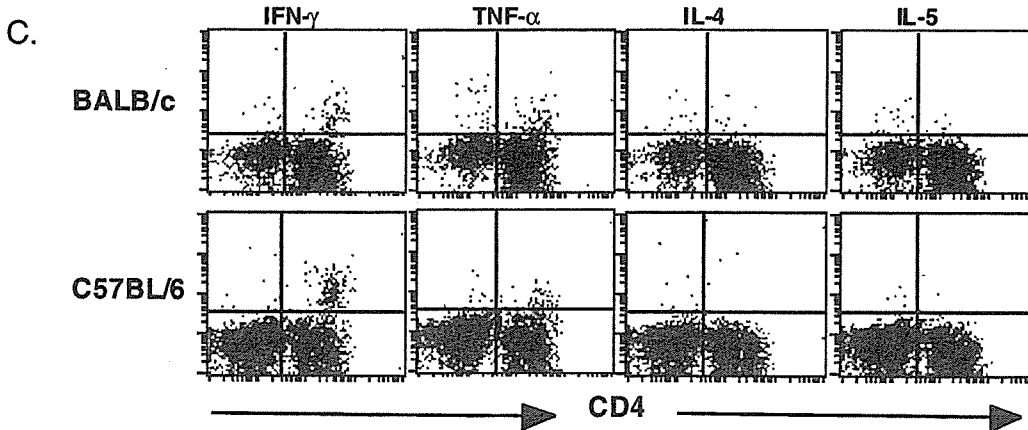 C.
IFN-γ TNF-α IL-4 IL-5
BALB/c
C57BL/6
CD4